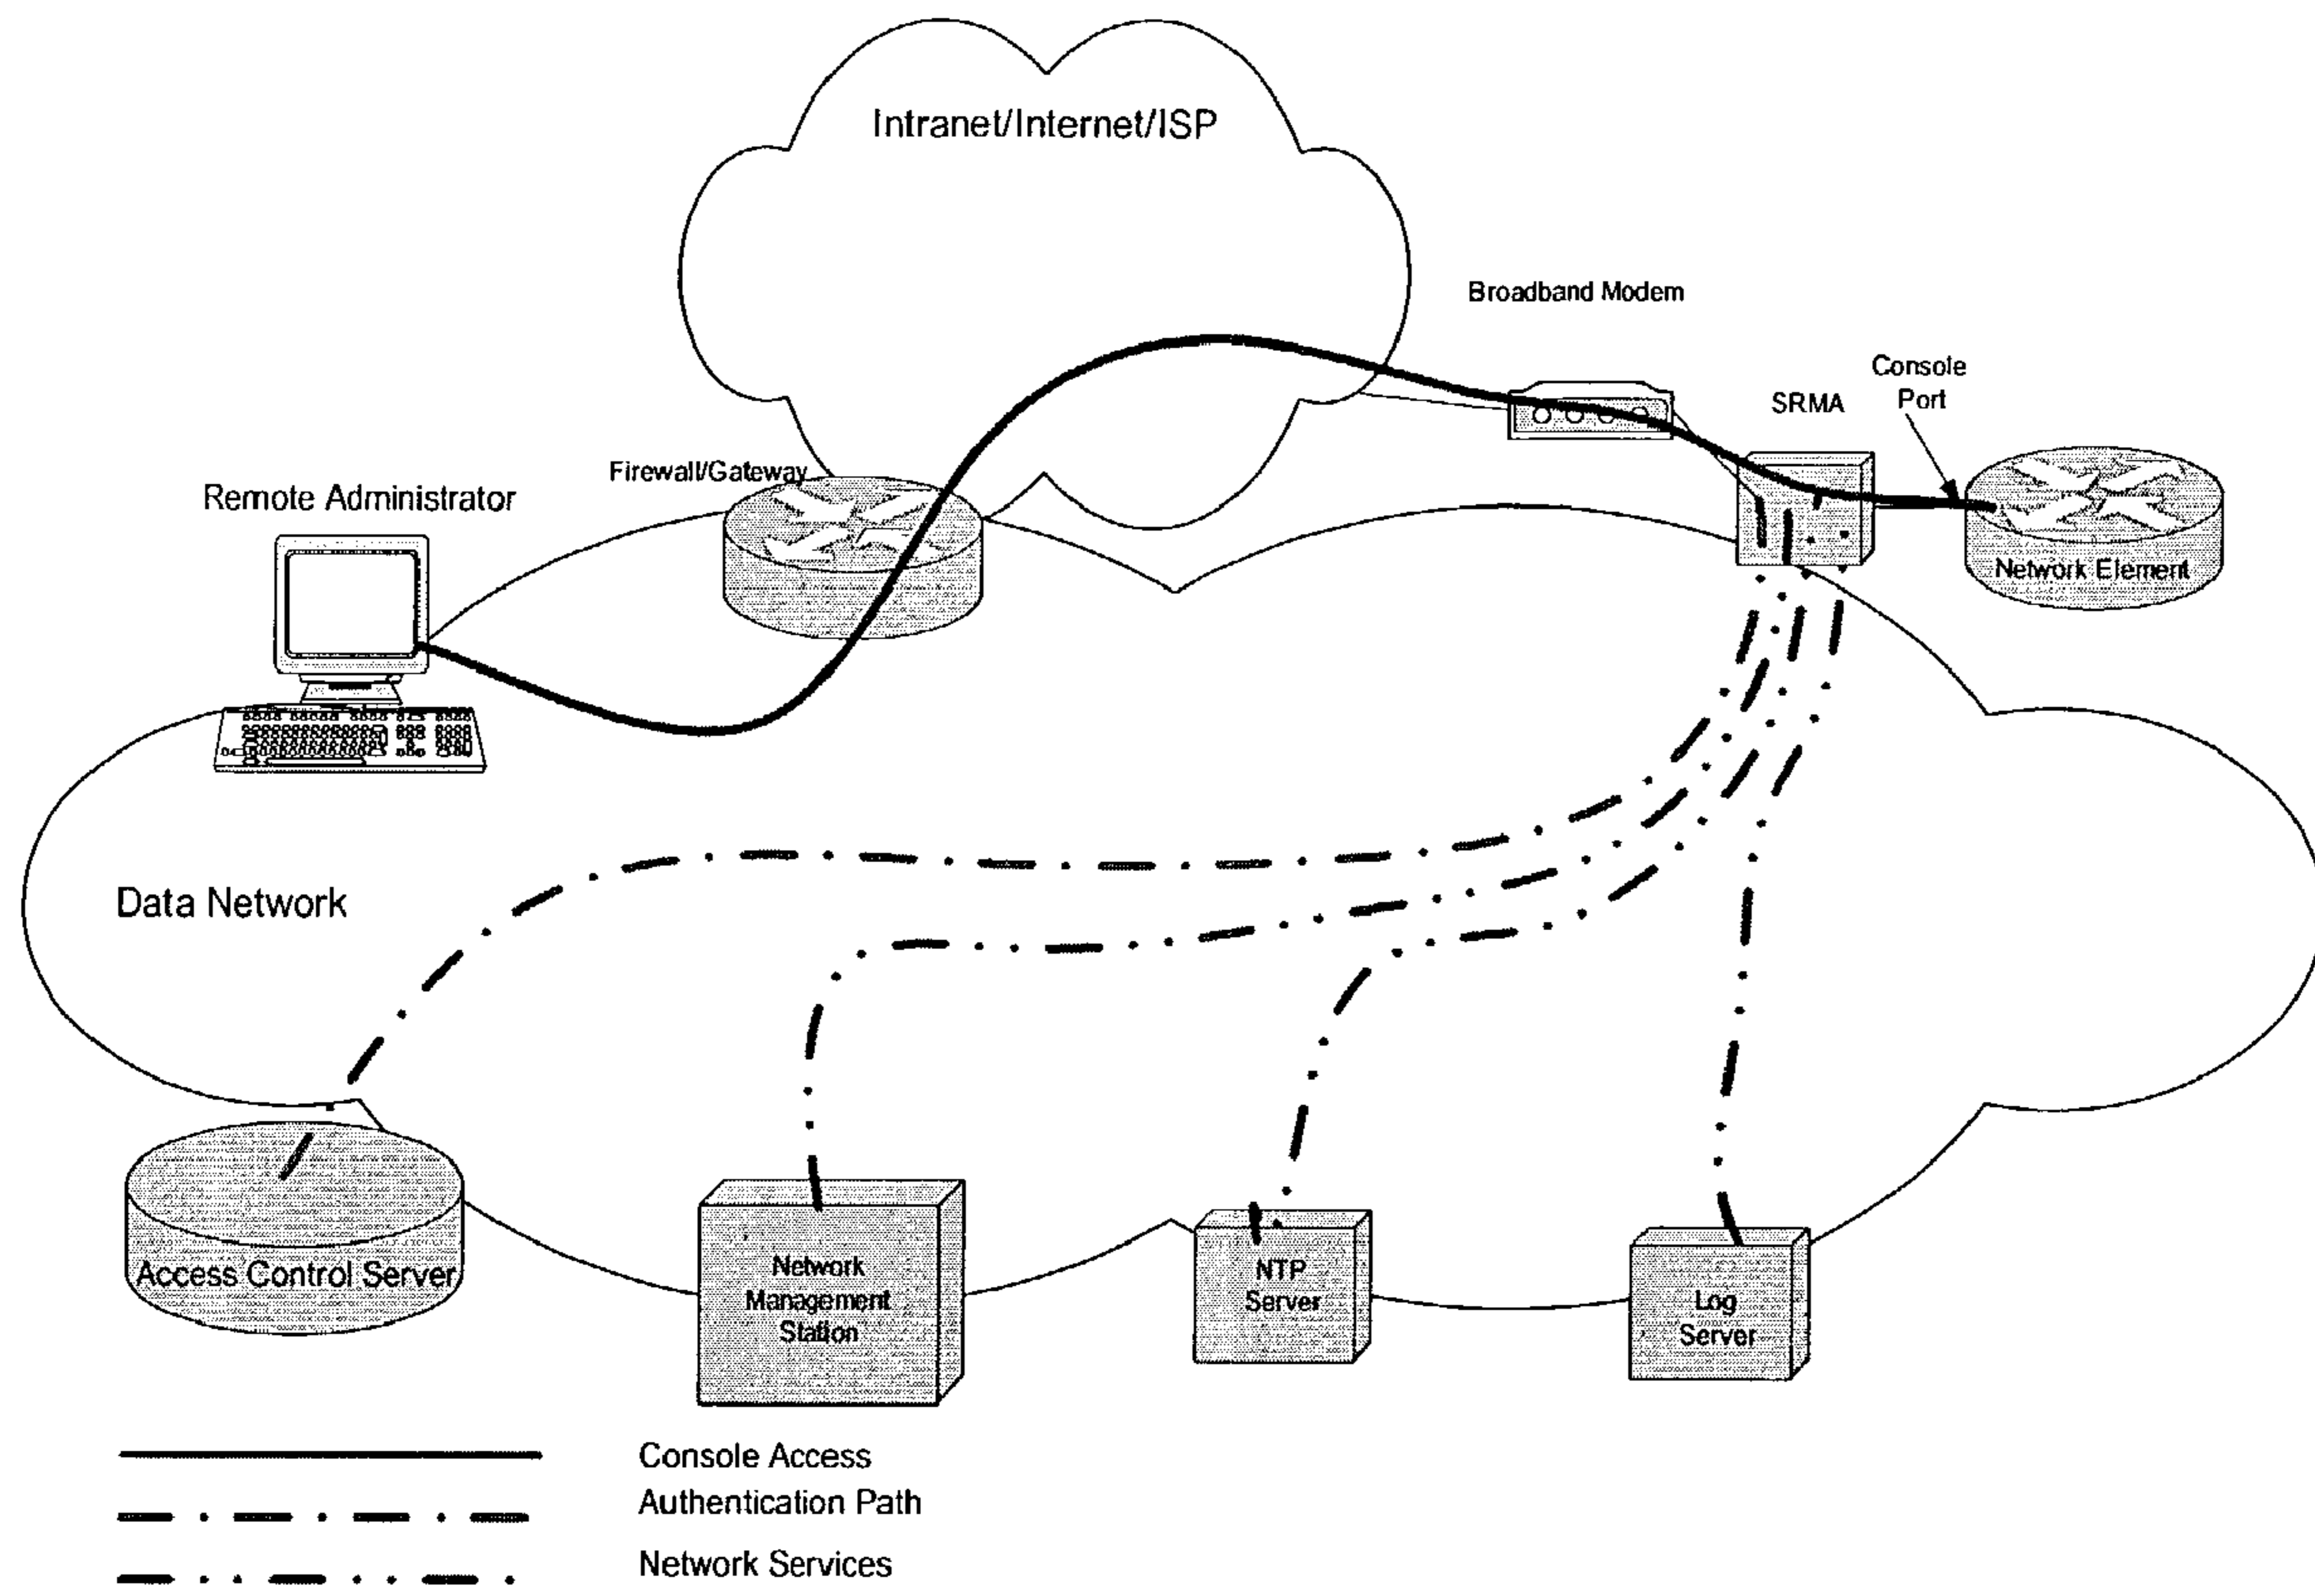 Intranet/Internet/ISP
Broadband Modem
Console
Port
SRMA
Firewall/Gateway
Remote Administrator
Network Element
Data Network
Access Control Server
Network
Management
Station
NTP
Server
Log
Server
Console Access
Authentication Path
Network Services